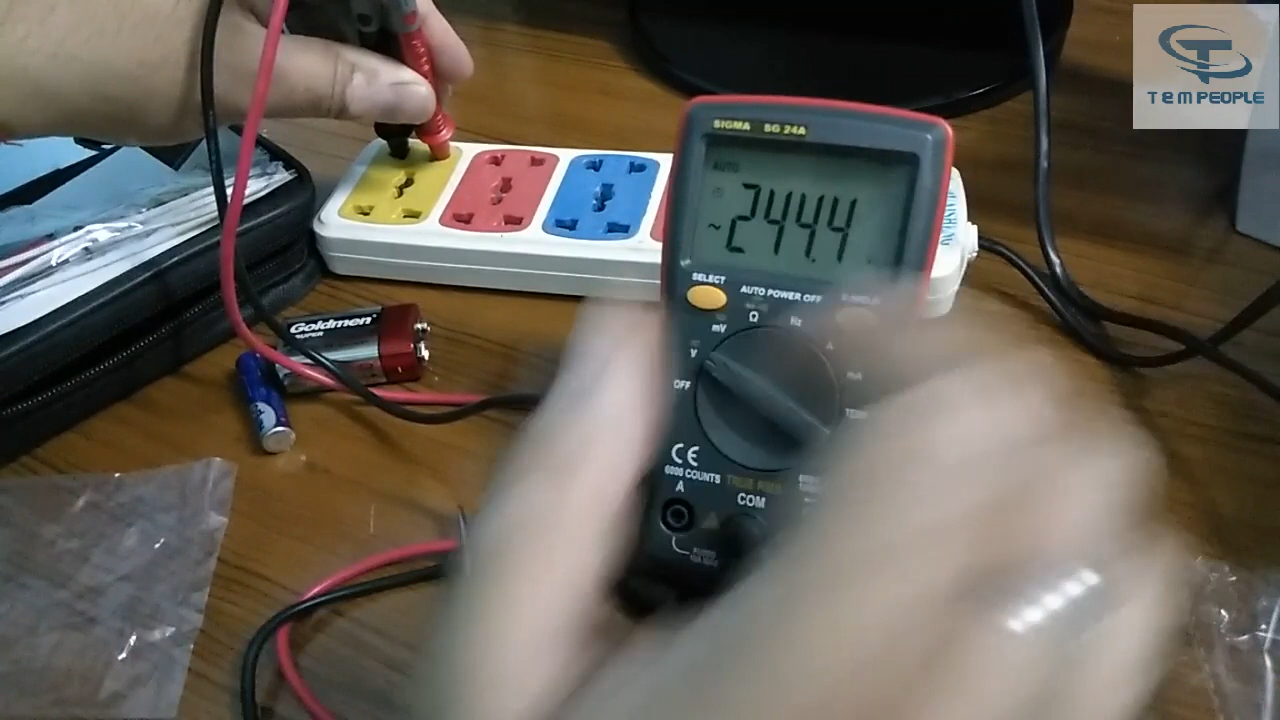 T & M PEOPLE
SIGMA SG 24A
AUTO
~244.4
SELECT
AUTO POWER OFF
mV
Ω
Hz
V
A
OFF
CE
6000 COUNTS
TRUE RMS
A
COM
Goldmen
SUPER